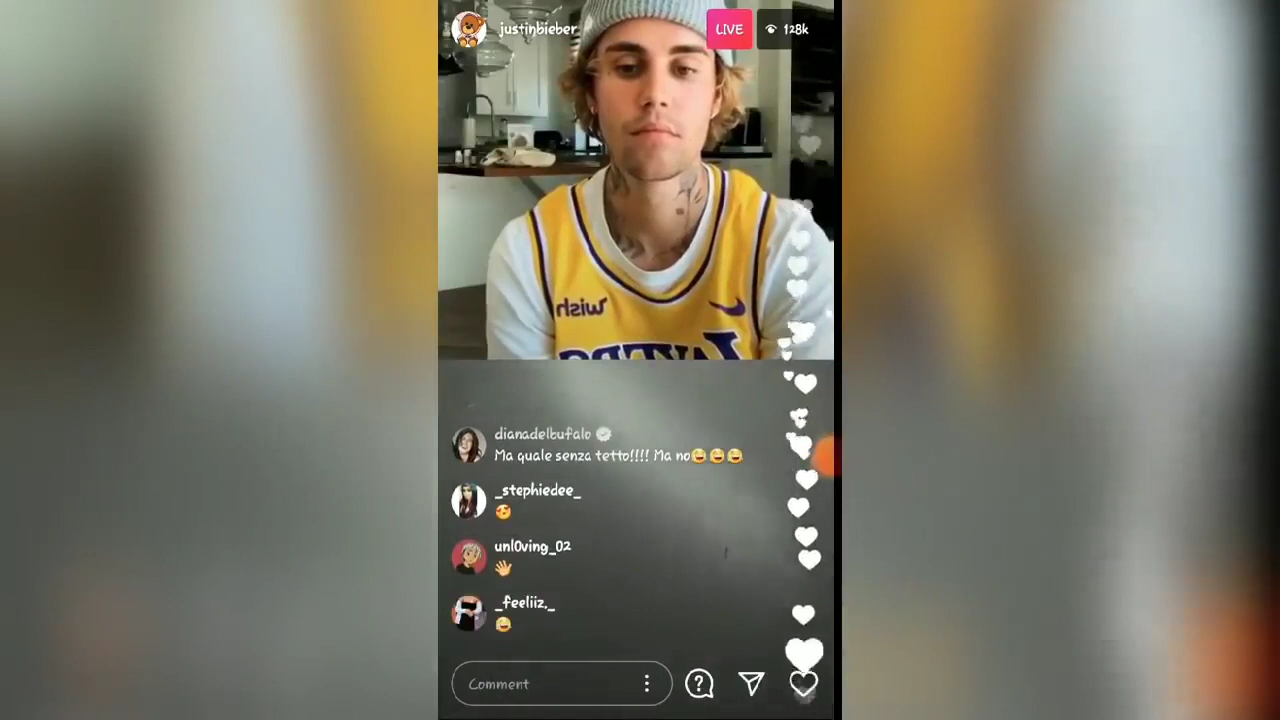 justinbieber
LIVE
128k
wish
dianadelbufalo
Ma quale senza tetto!!!! Ma no😂😂😂
_stephiedee_
😍
unl0ving_02
👋
_feeliiz._
😂
Comment